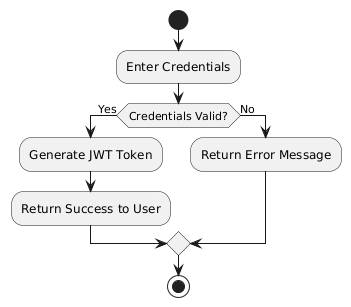 Enter Credentials
Credentials Valid?
Yes
No
Generate JWT Token
Return Error Message
Return Success to User